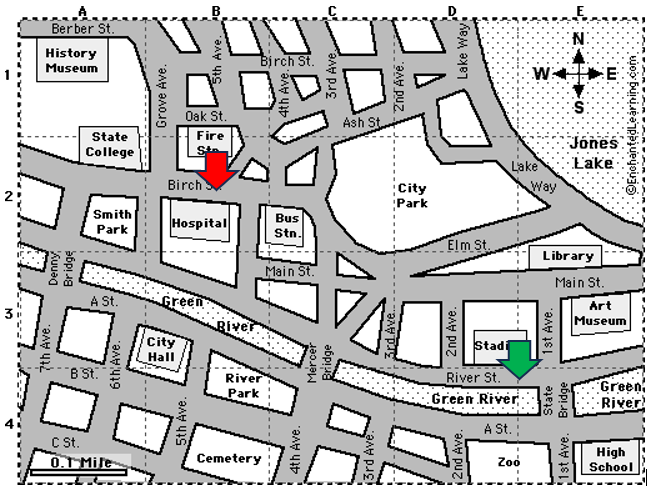 A
B
C
D
E
1
2
3
4
Berber St.
History
Museum
State
College
Grove Ave.
5th Ave.
Birch St.
4th Ave.
3rd Ave.
2nd Ave.
Lake Way
N
W
E
S
Oak St.
Ash St.
Fire
Stn.
Jones
Lake
©EnchantedLearning.com
Birch St.
Lake
Way
City
Park
Smith
Park
Hospital
Bus
Stn.
Elm St.
Library
Main St.
Main St.
Denny
Bridge
A St.
Green
River
Art
Museum
7th Ave.
6th Ave.
City
Hall
Mercer
Bridge
3rd Ave.
2nd Ave.
Stadi
1st Ave.
B St.
River
Park
River St.
Green River
State
Bridge
Green
River
5th Ave.
A St.
C St.
0.1 Mile
Cemetery
4th Ave.
3rd Ave.
2nd Ave.
Zoo
1st Ave.
High
School